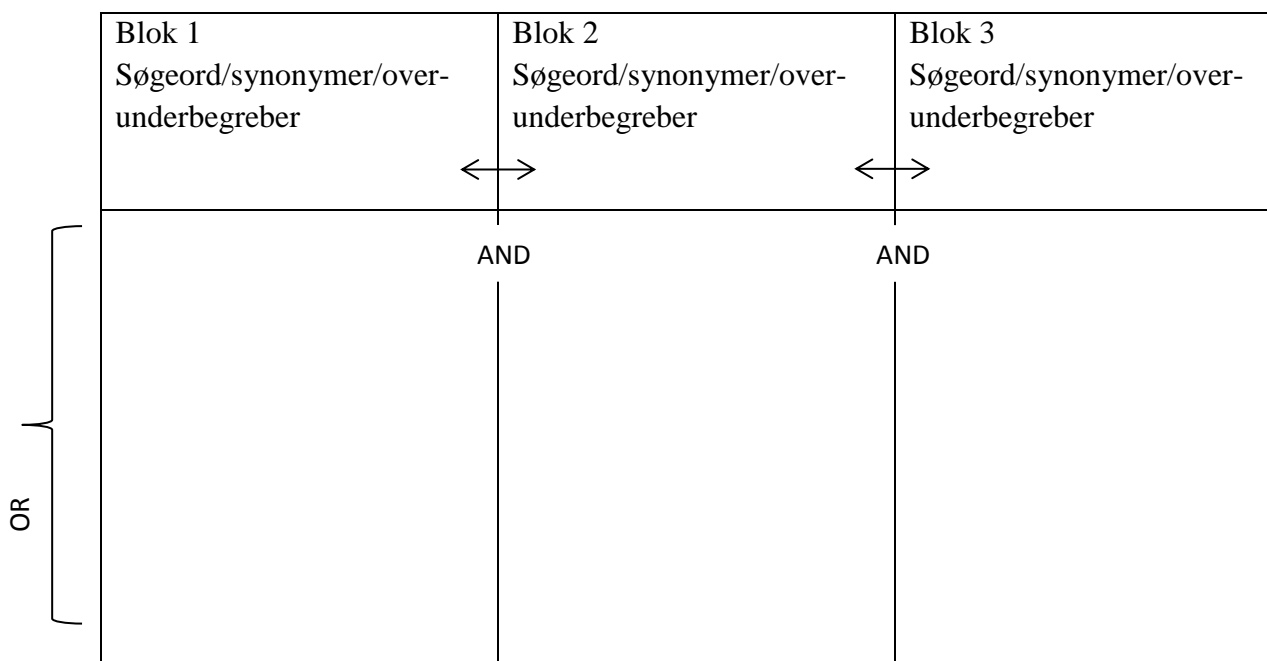 Blok 1
Søgeord/synonymer/over-
underbegreber
Blok 2
Søgeord/synonymer/over-
underbegreber
Blok 3
Søgeord/synonymer/over-
underbegreber
AND
AND
OR